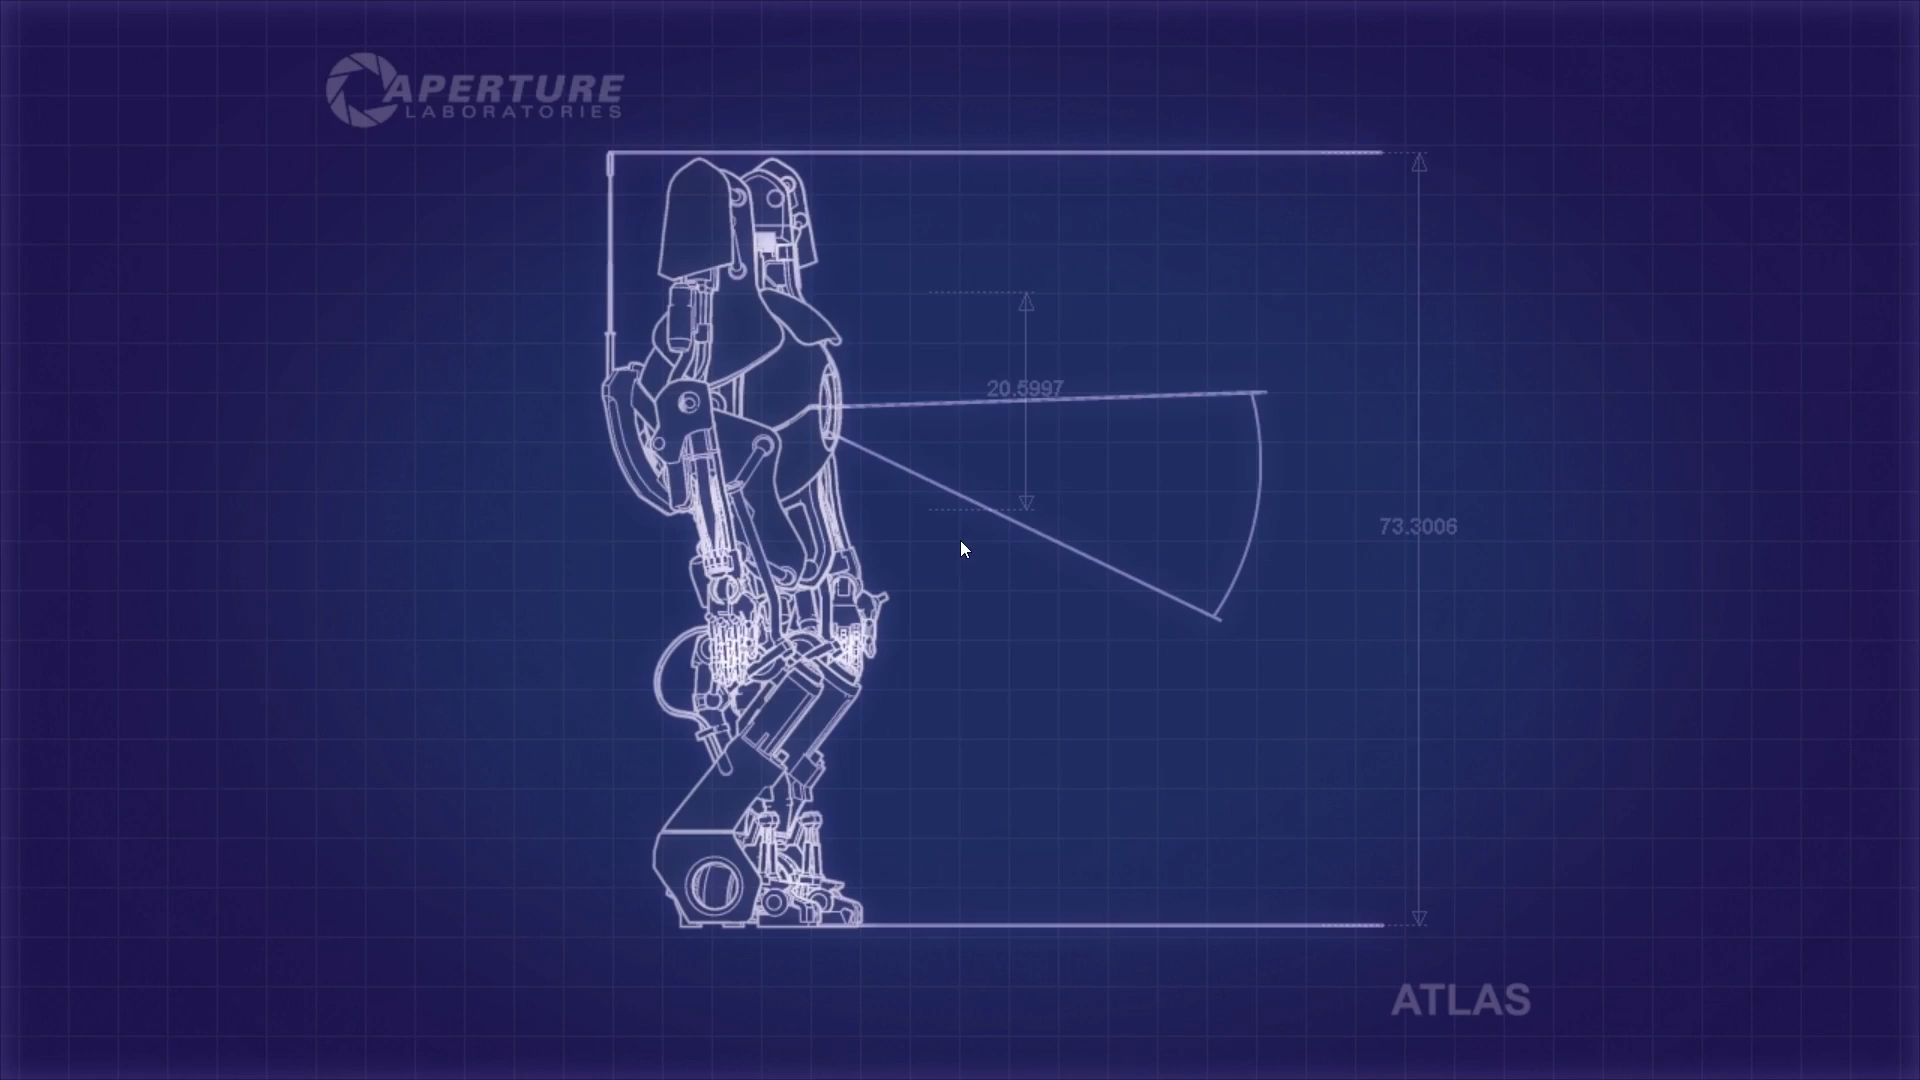 APERTURE
LABORATORIES
20.5997
73.3006
ATLAS